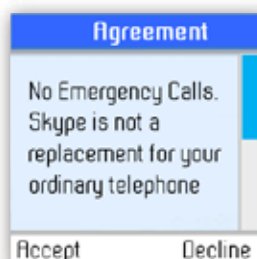 Agreement
No Emergency Calls.
Skype is not a
replacement for your
ordinary telephone
Accept Decline